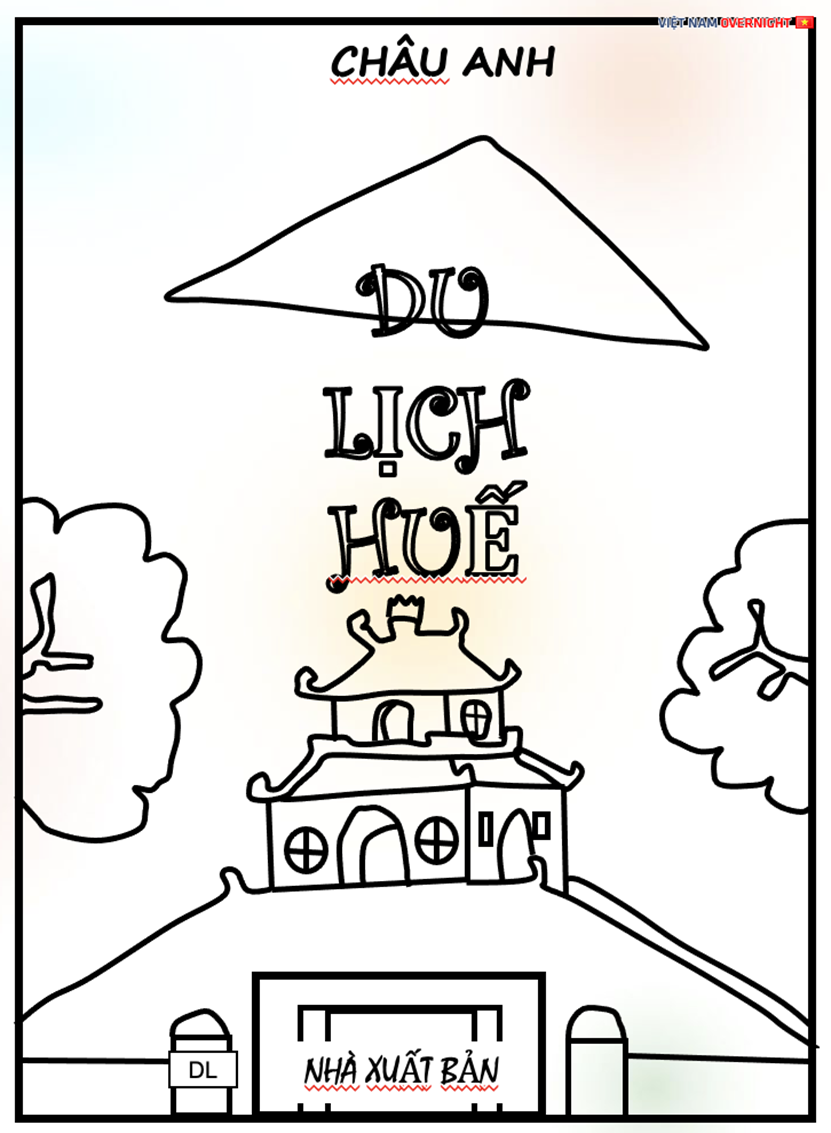 VIỆT NAM OVERNIGHT
CHÂU ANH
DU
LỊCH
HUẾ
DL
NHÀ XUẤT BẢN